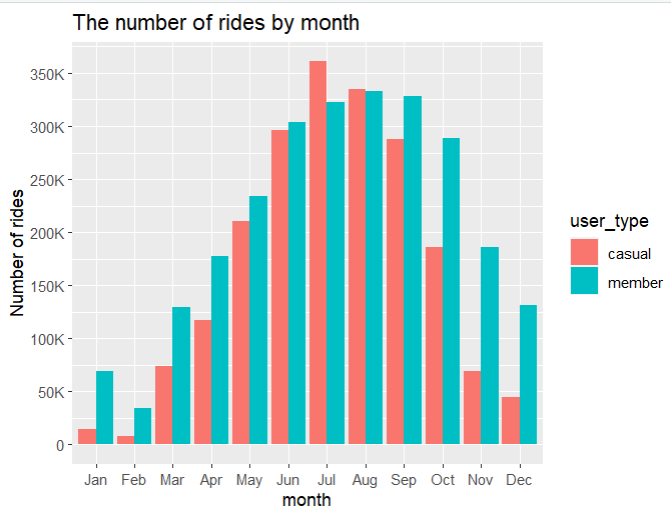 The number of rides by month
350K
300K
250K
200K
150K
100K
50K
0
Number of rides
Jan Feb Mar Apr May Jun Jul Aug Sep Oct Nov Dec
month
user_type
casual
member